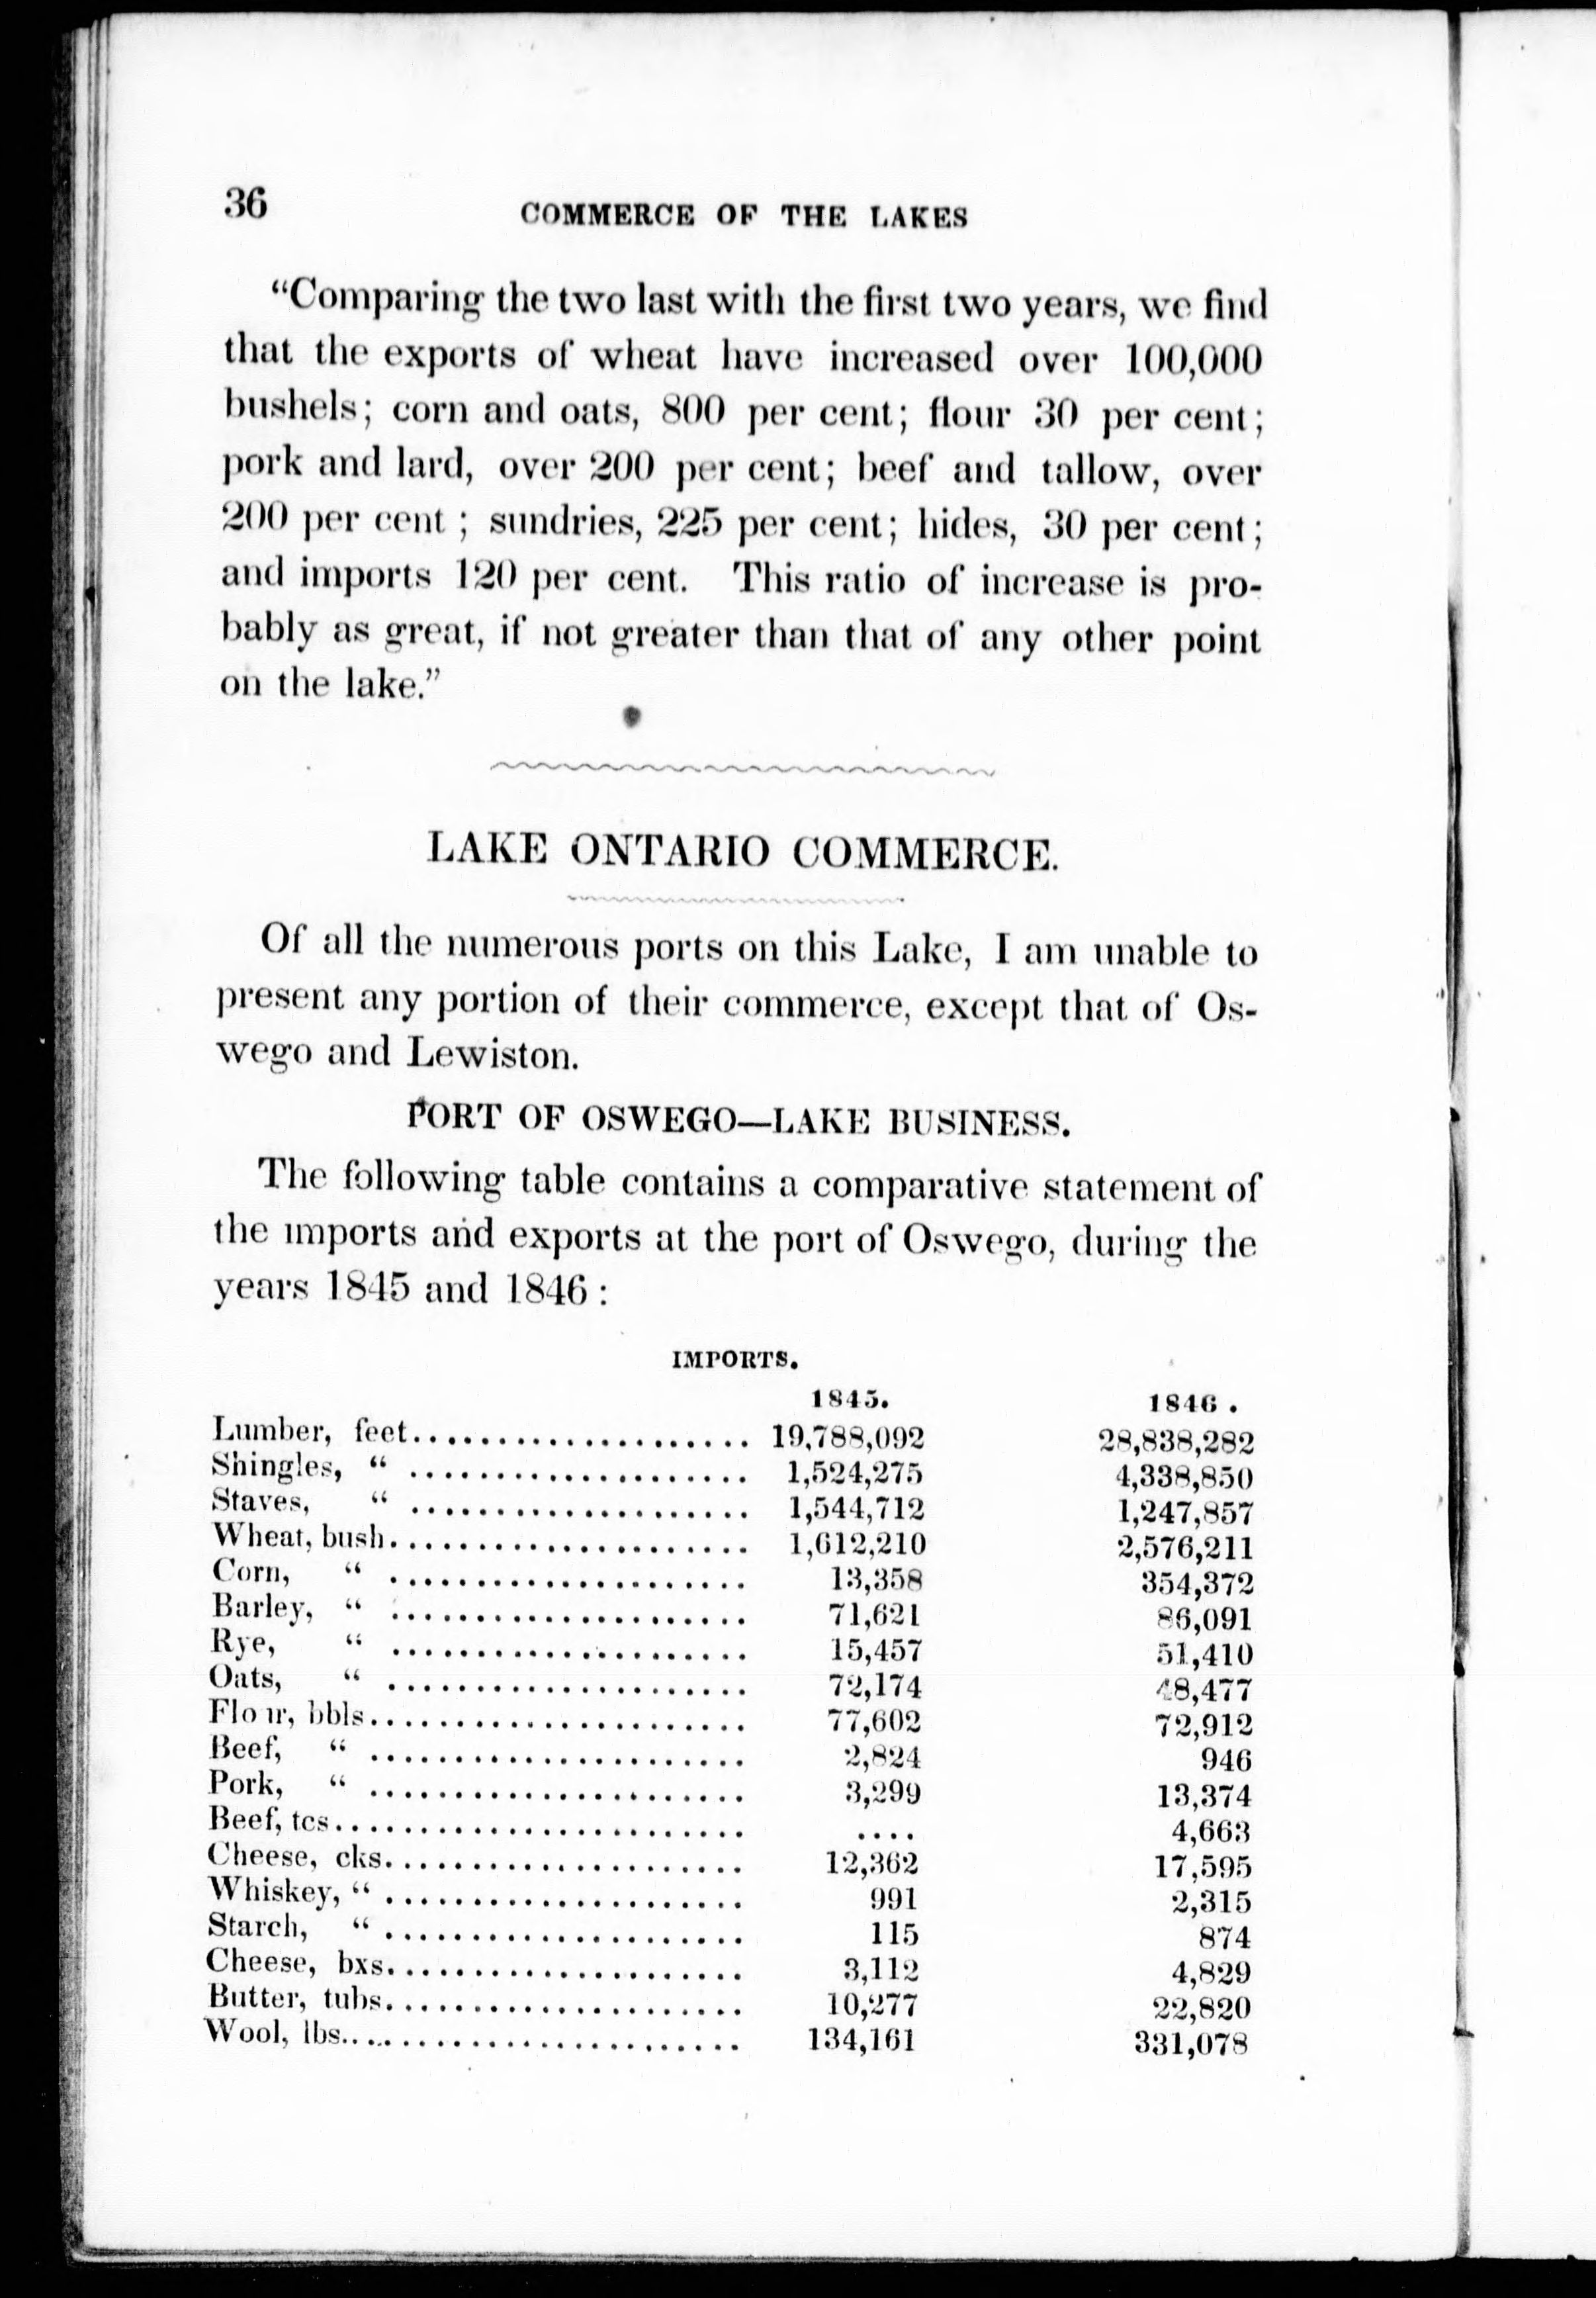 36 COMMERCE OF THE LAKES
“Comparing the two last with the first two years, we find
that the exports of wheat have increased over 100,000
bushels; corn and oats, 800 per cent; flour 30 per cent;
pork and lard, over 200 per cent; beef and tallow, over
200 per cent ; sundries, 225 per cent; hides, 30 per cent;
and imports 120 per cent. This ratio of increase is pro-
bably as great, if not greater than that of any other point
on the lake.”
LAKE ONTARIO COMMERCE.
Of all the numerous ports on this Lake, I am unable to
present any portion of their commerce, except that of Os-
wego and Lewiston.
PORT OF OSWEGO—LAKE BUSINESS.
The following table contains a comparative statement of
the imports and exports at the port of Oswego, during the
years 1845 and 1846 :
IMPORTS.
1845. 1846 .
Lumber, feet.................... 19,788,092 28,838,282
Shingles, “ .................... 1,524,275 4,338,850
Staves, “ .................... 1,544,712 1,247,857
Wheat, bush..................... 1,612,210 2,576,211
Corn, “ ..................... 13,358 354,372
Barley, “ ..................... 71,621 86,091
Rye, “ ..................... 15,457 51,410
Oats, “ ..................... 72,174 48,477
Flo ur, bbls...................... 77,602 72,912
Beef, “ ...................... 2,824 946
Pork, “ ...................... 3,299 13,374
Beef, tcs........................ .... 4,663
Cheese, cks..................... 12,362 17,595
Whiskey, “ ..................... 991 2,315
Starch, “ ..................... 115 874
Cheese, bxs..................... 3,112 4,829
Butter, tubs..................... 10,277 22,820
Wool, lbs........................ 134,161 331,078